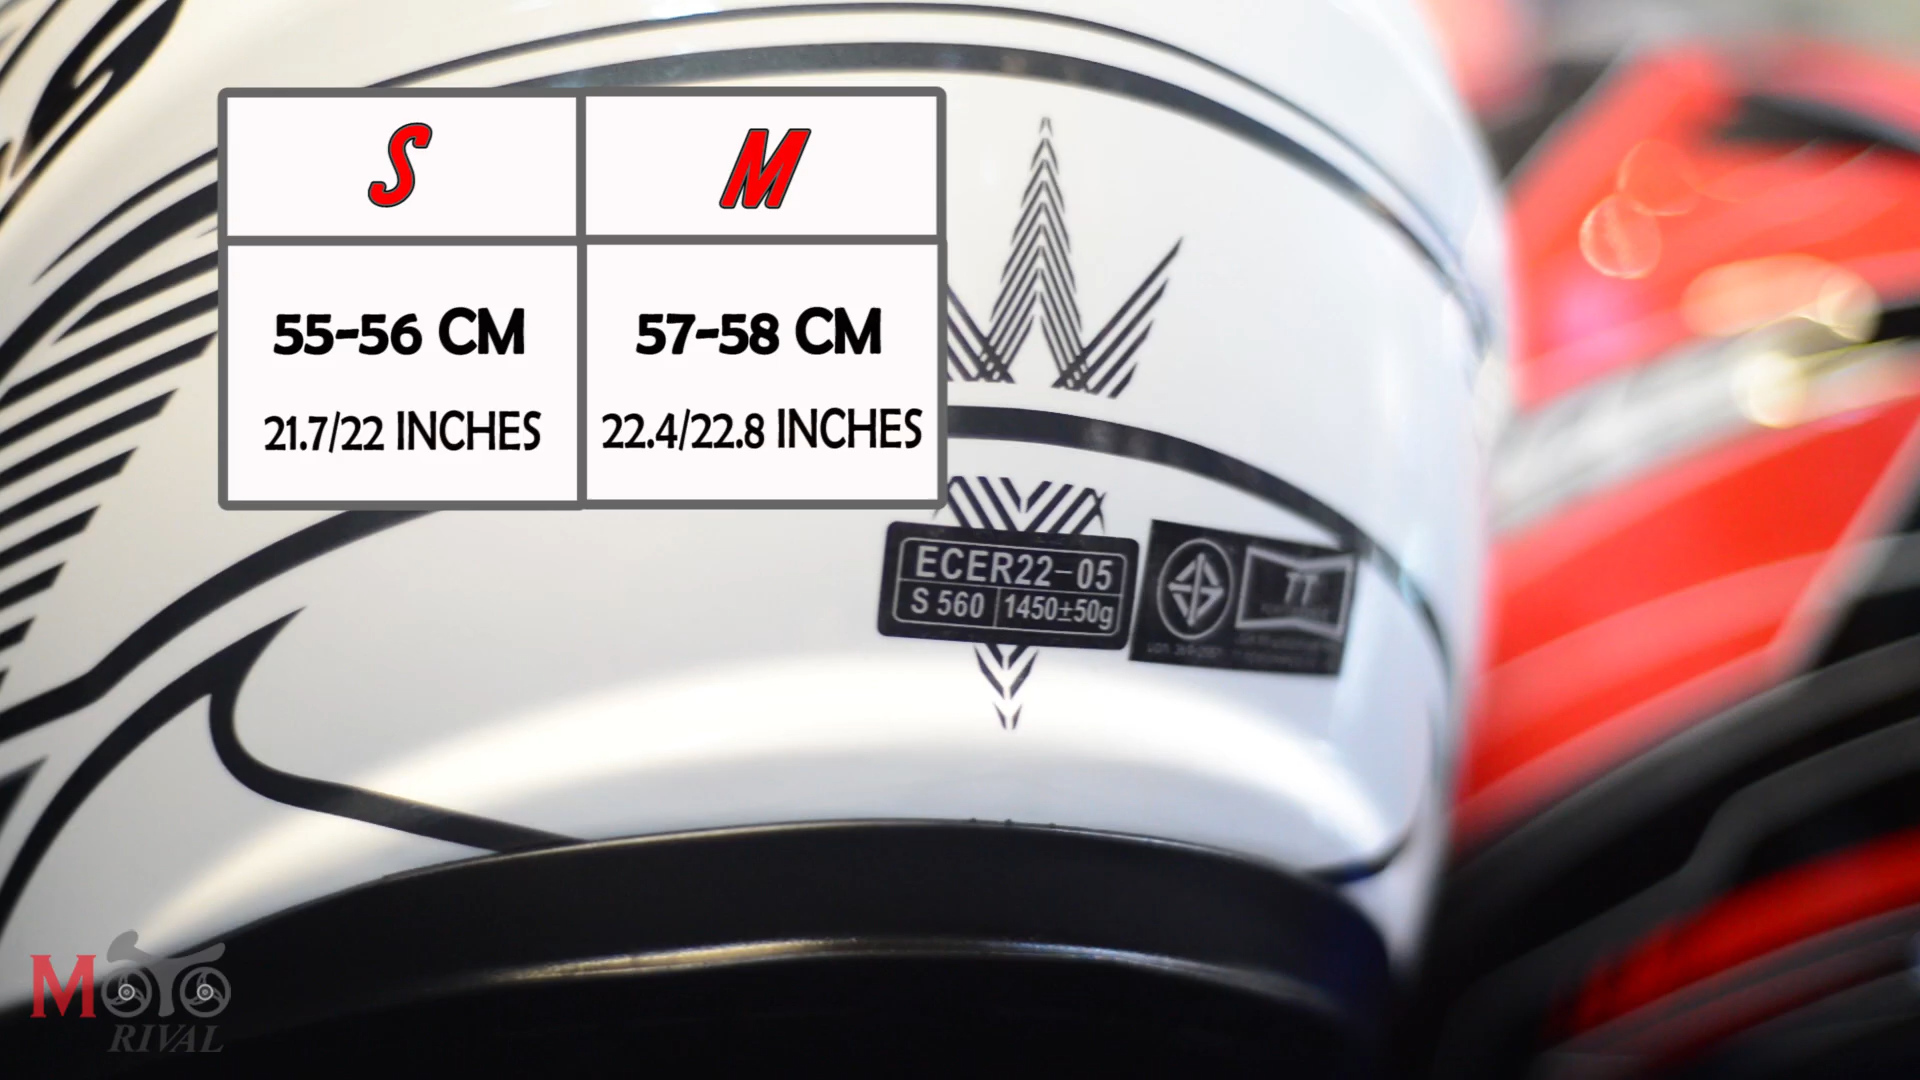 S
M
55-56 CM
21.7/22 INCHES
57-58 CM
22.4/22.8 INCHES
ECER22-05
S 560
1450±50g
TT
MOTO
RIVAL